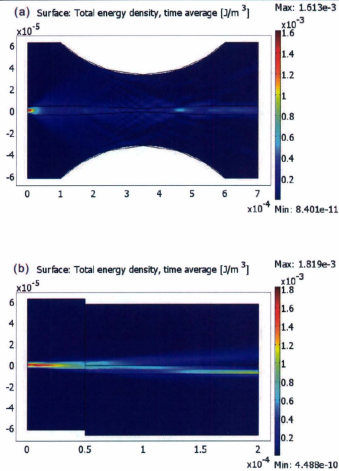 (a) Surface: Total energy density, time average [J/m³] Max: 1.613e-3
x10⁻⁵ x10⁻³
6 1.6
4 1.4
2 1.2
0 1
-2 0.8
-4 0.6
-6 0.4
0.2
0 1 2 3 4 5 6 7
x10⁻⁴ Min: 8.401e-11
(b) Surface: Total energy density, time average [J/m³] Max: 1.819e-3
x10⁻⁵ x10⁻³
6 1.8
4 1.6
2 1.4
0 1.2
-2 1
-4 0.8
-6 0.6
0.4
0.2
0 0.5 1 1.5 2
x10⁻⁴ Min: 4.488e-10